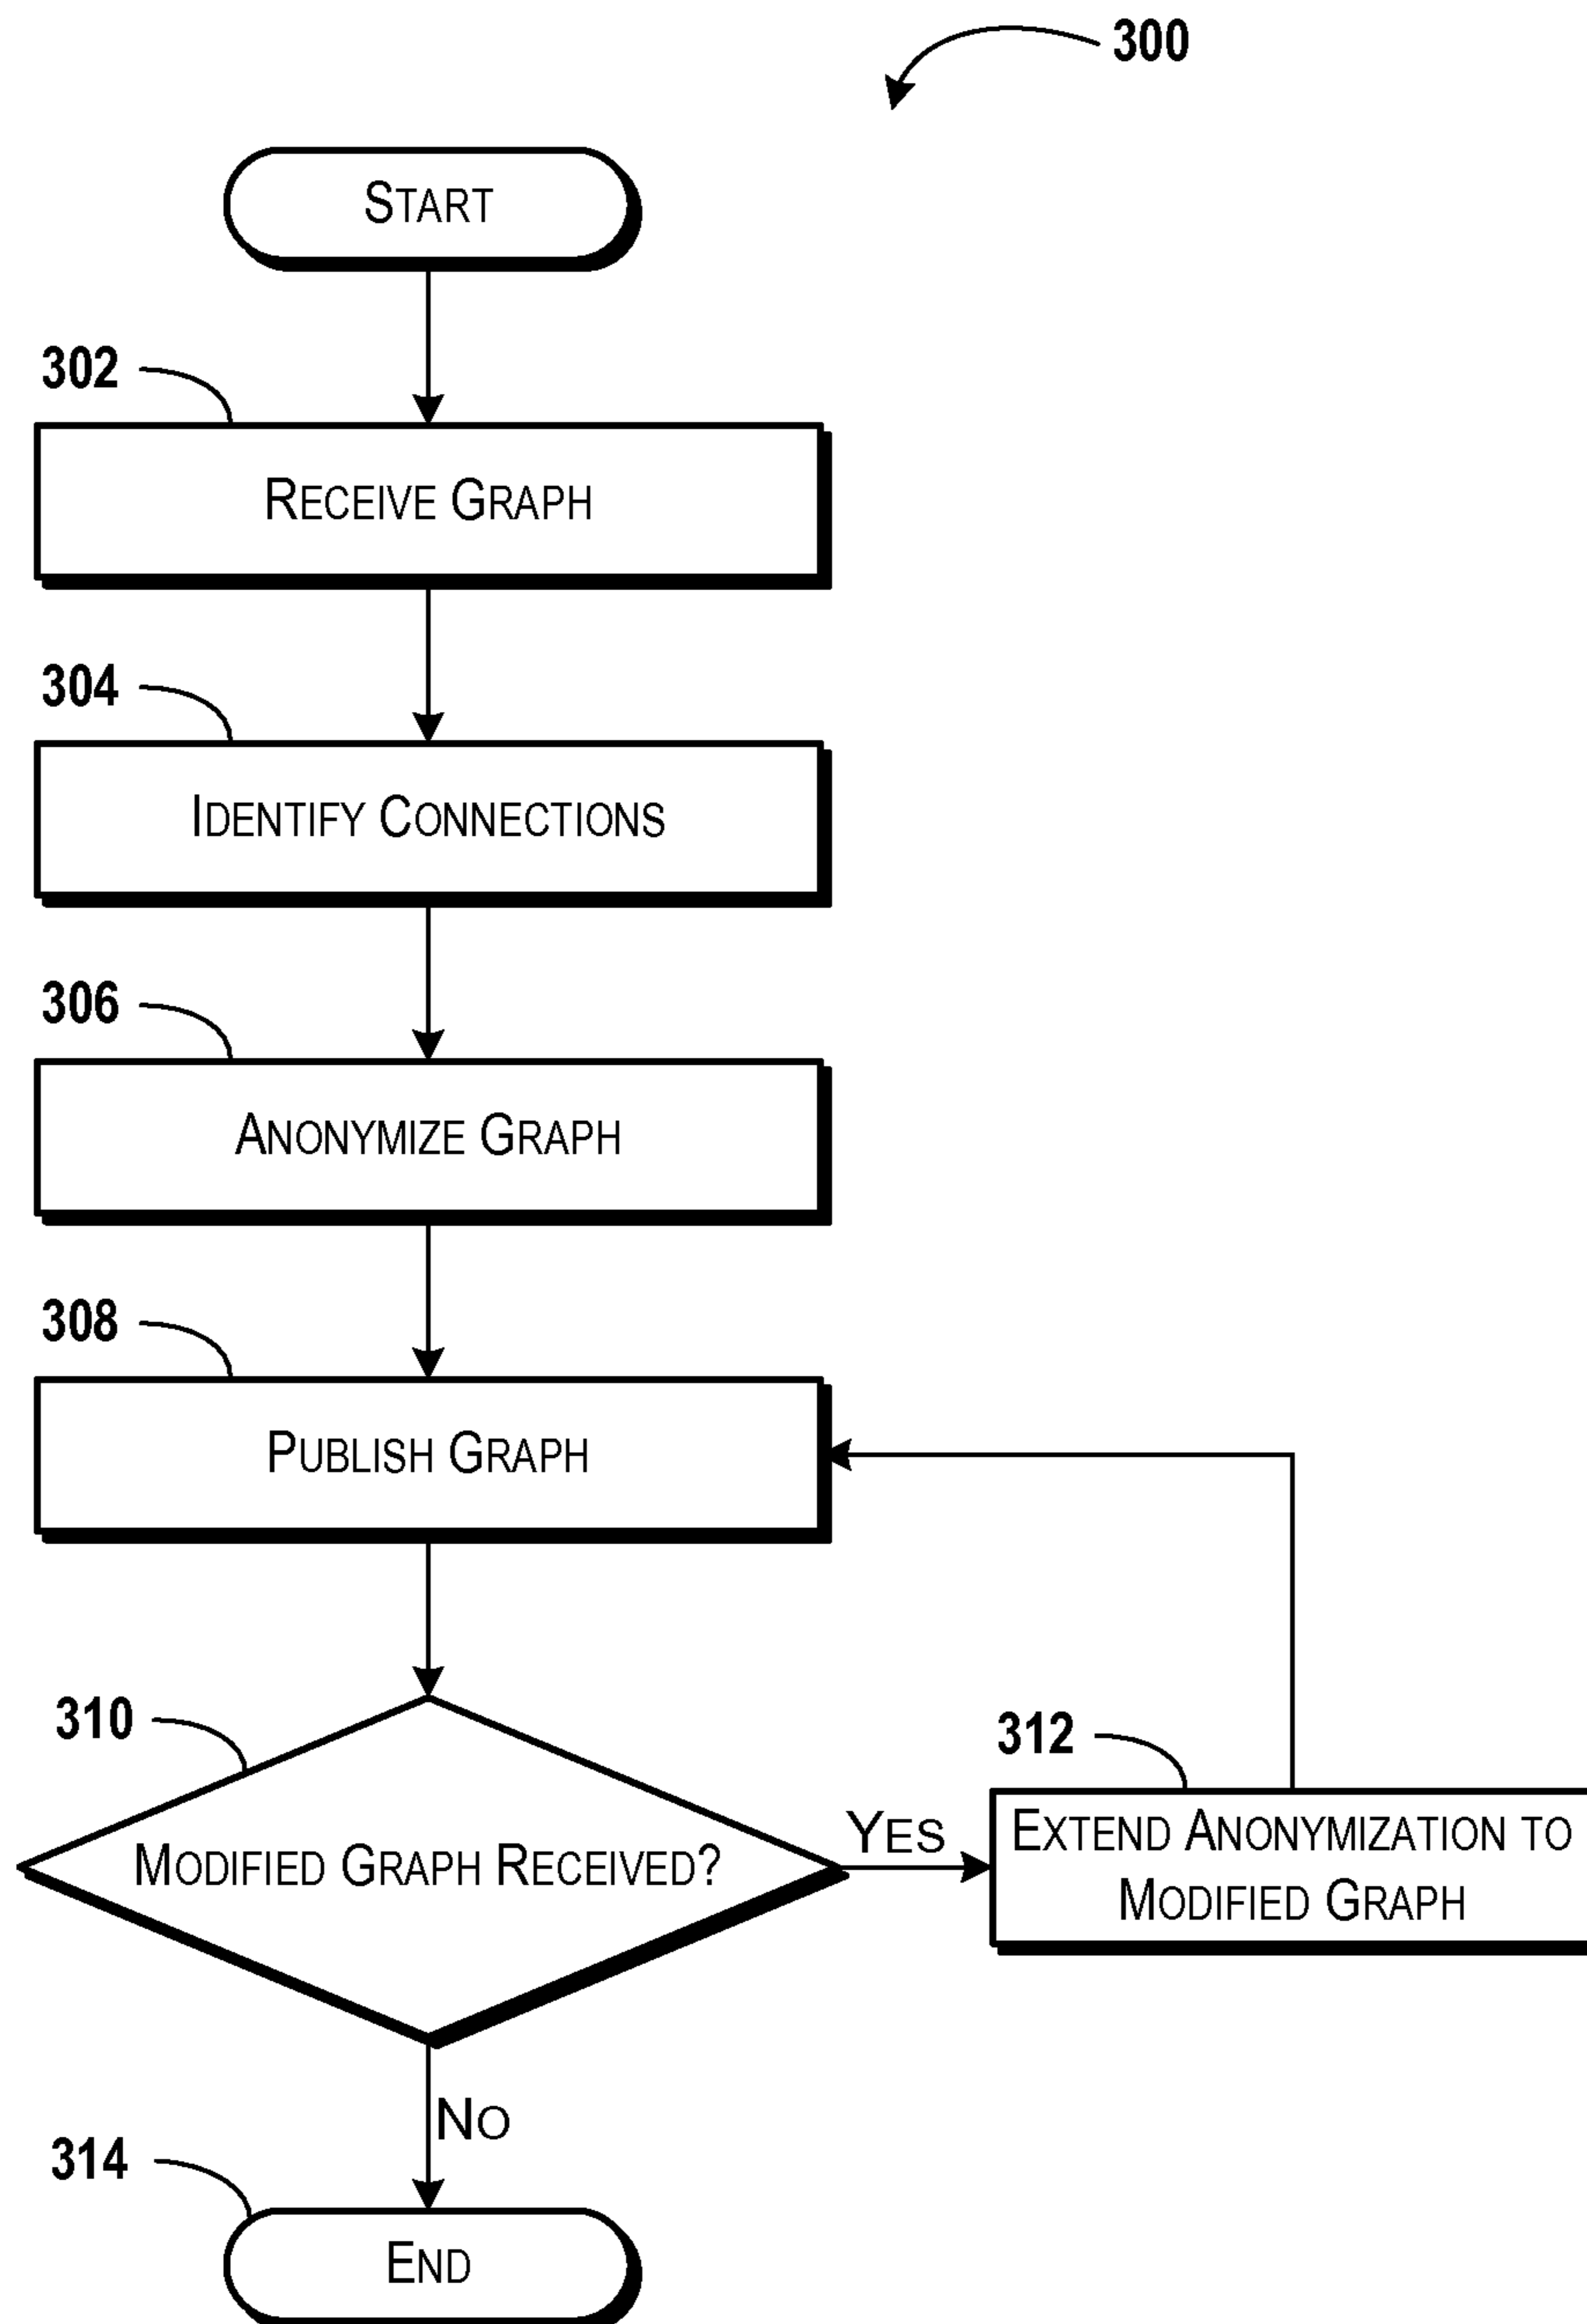 300
START
302
RECEIVE GRAPH
304
IDENTIFY CONNECTIONS
306
ANONYMIZE GRAPH
308
PUBLISH GRAPH
310
MODIFIED GRAPH RECEIVED?
YES
312
EXTEND ANONYMIZATION TO
MODIFIED GRAPH
NO
314
END